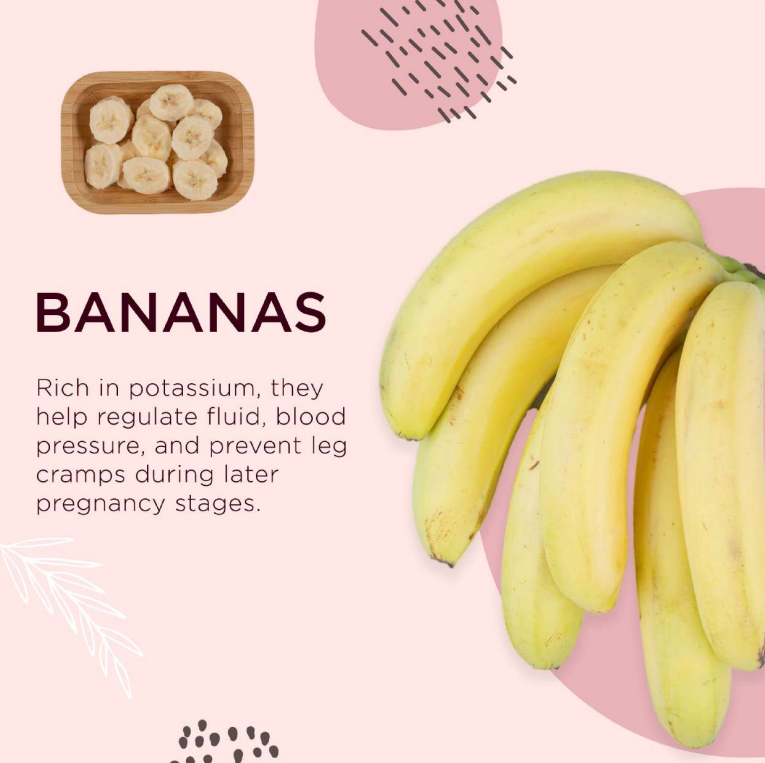 BANANAS
Rich in potassium, they
help regulate fluid, blood
pressure, and prevent leg
cramps during later
pregnancy stages.